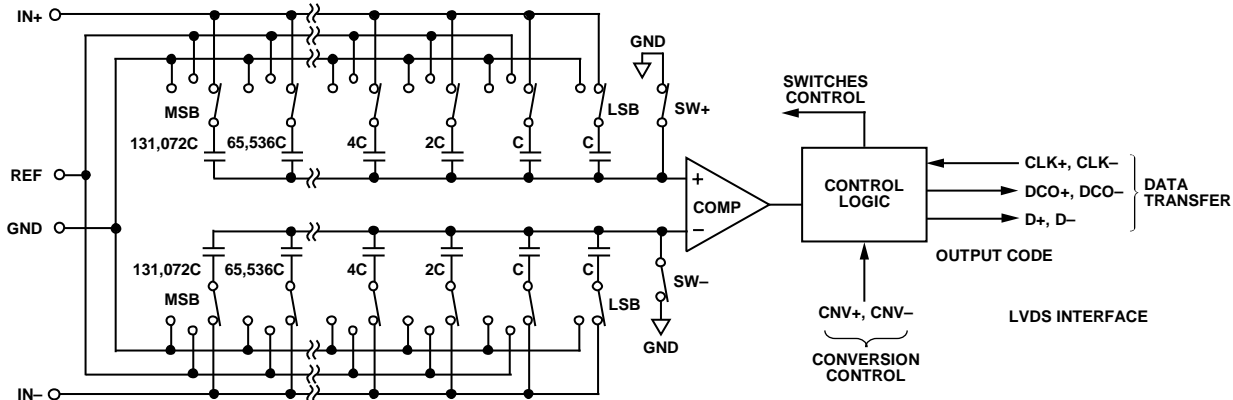 IN+
GND
SWITCHES
CONTROL
MSB
LSB
SW+
131,072C
65,536C
4C
2C
C
C
REF
GND
+
COMP
–
CONTROL
LOGIC
CLK+, CLK–
DCO+, DCO–
D+, D–
DATA
TRANSFER
OUTPUT CODE
131,072C
65,536C
4C
2C
C
C
MSB
LSB
SW–
GND
CNV+, CNV–
CONVERSION
CONTROL
LVDS INTERFACE
IN–